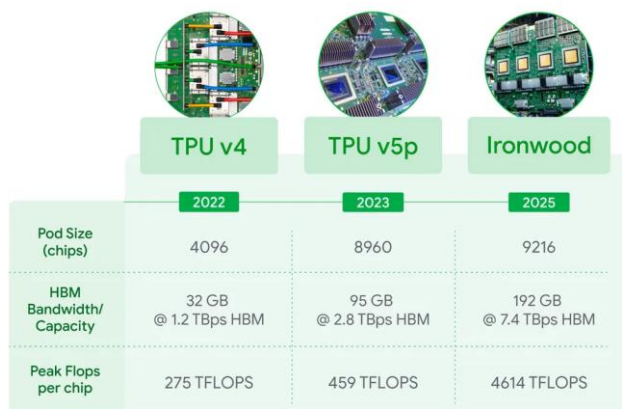 TPU v4
TPU v5p
Ironwood
2022
2023
2025
Pod Size
(chips)
4096
8960
9216
HBM
Bandwidth/
Capacity
32 GB
@ 1.2 TBps HBM
95 GB
@ 2.8 TBps HBM
192 GB
@ 7.4 TBps HBM
Peak Flops
per chip
275 TFLOPS
459 TFLOPS
4614 TFLOPS